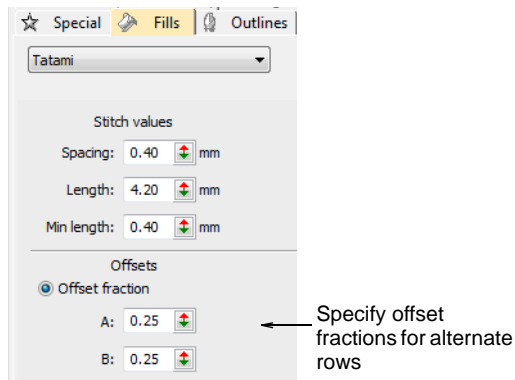 Special Fills Outlines
Tatami
Stitch values
Spacing: 0.40 mm
Length: 4.20 mm
Min length: 0.40 mm
Offsets
Offset fraction
A: 0.25
B: 0.25
Specify offset
fractions for alternate
rows